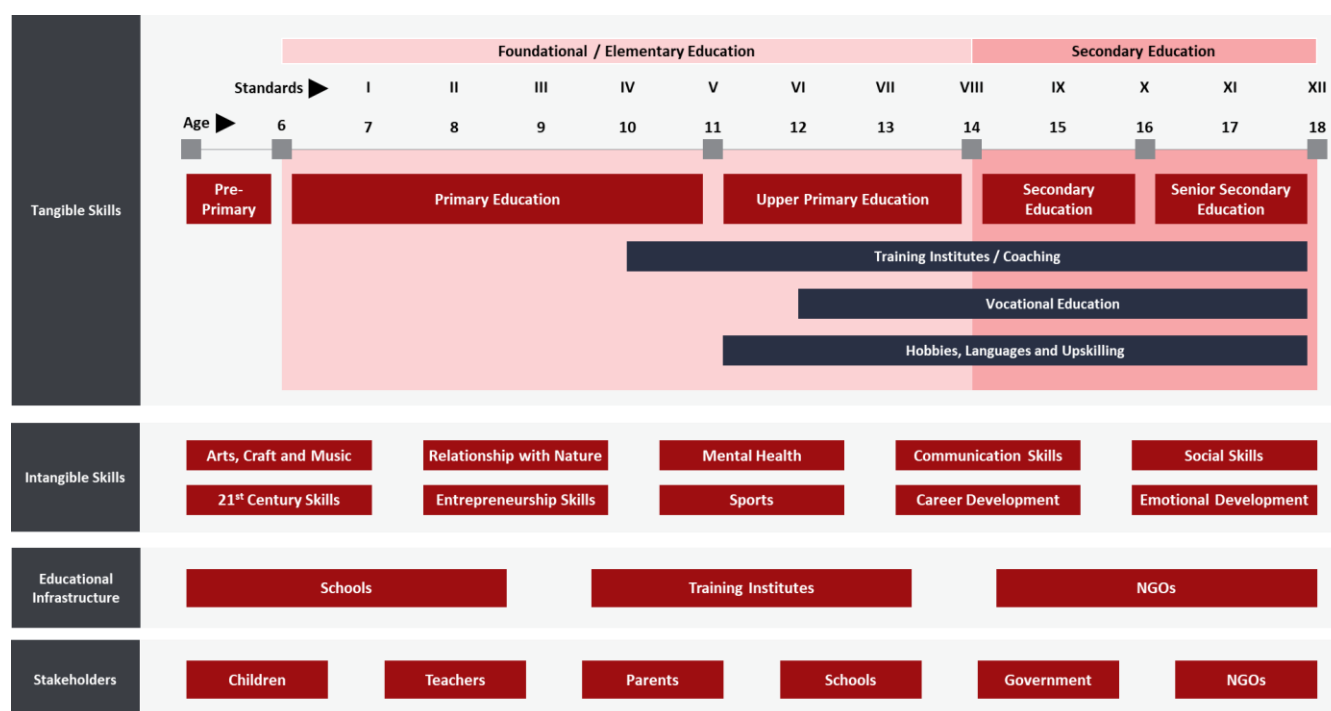 Foundational / Elementary Education
Secondary Education
Standards I II III IV V VI VII VIII IX X XI XII
Age 6 7 8 9 10 11 12 13 14 15 16 17 18
Tangible Skills
Pre-
Primary
Primary Education
Upper Primary Education
Secondary
Education
Senior Secondary
Education
Training Institutes / Coaching
Vocational Education
Hobbies, Languages and Upskilling
Intangible Skills
Arts, Craft and Music
Relationship with Nature
Mental Health
Communication Skills
Social Skills
21st Century Skills
Entrepreneurship Skills
Sports
Career Development
Emotional Development
Educational
Infrastructure
Schools
Training Institutes
NGOs
Stakeholders
Children
Teachers
Parents
Schools
Government
NGOs